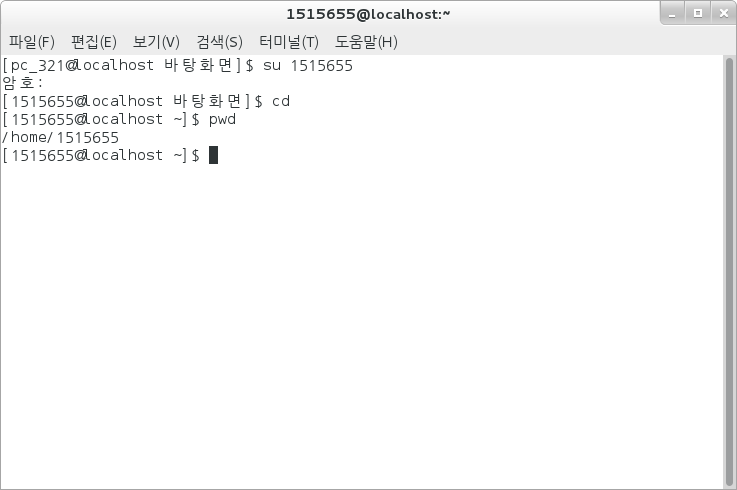 1515655@localhost:~
파일(F) 편집(E) 보기(V) 검색(S) 터미널(T) 도움말(H)
[pc_321@localhost 바탕화면]$ su 1515655
암호:
[1515655@localhost 바탕화면]$ cd
[1515655@localhost ~]$ pwd
/home/1515655
[1515655@localhost ~]$